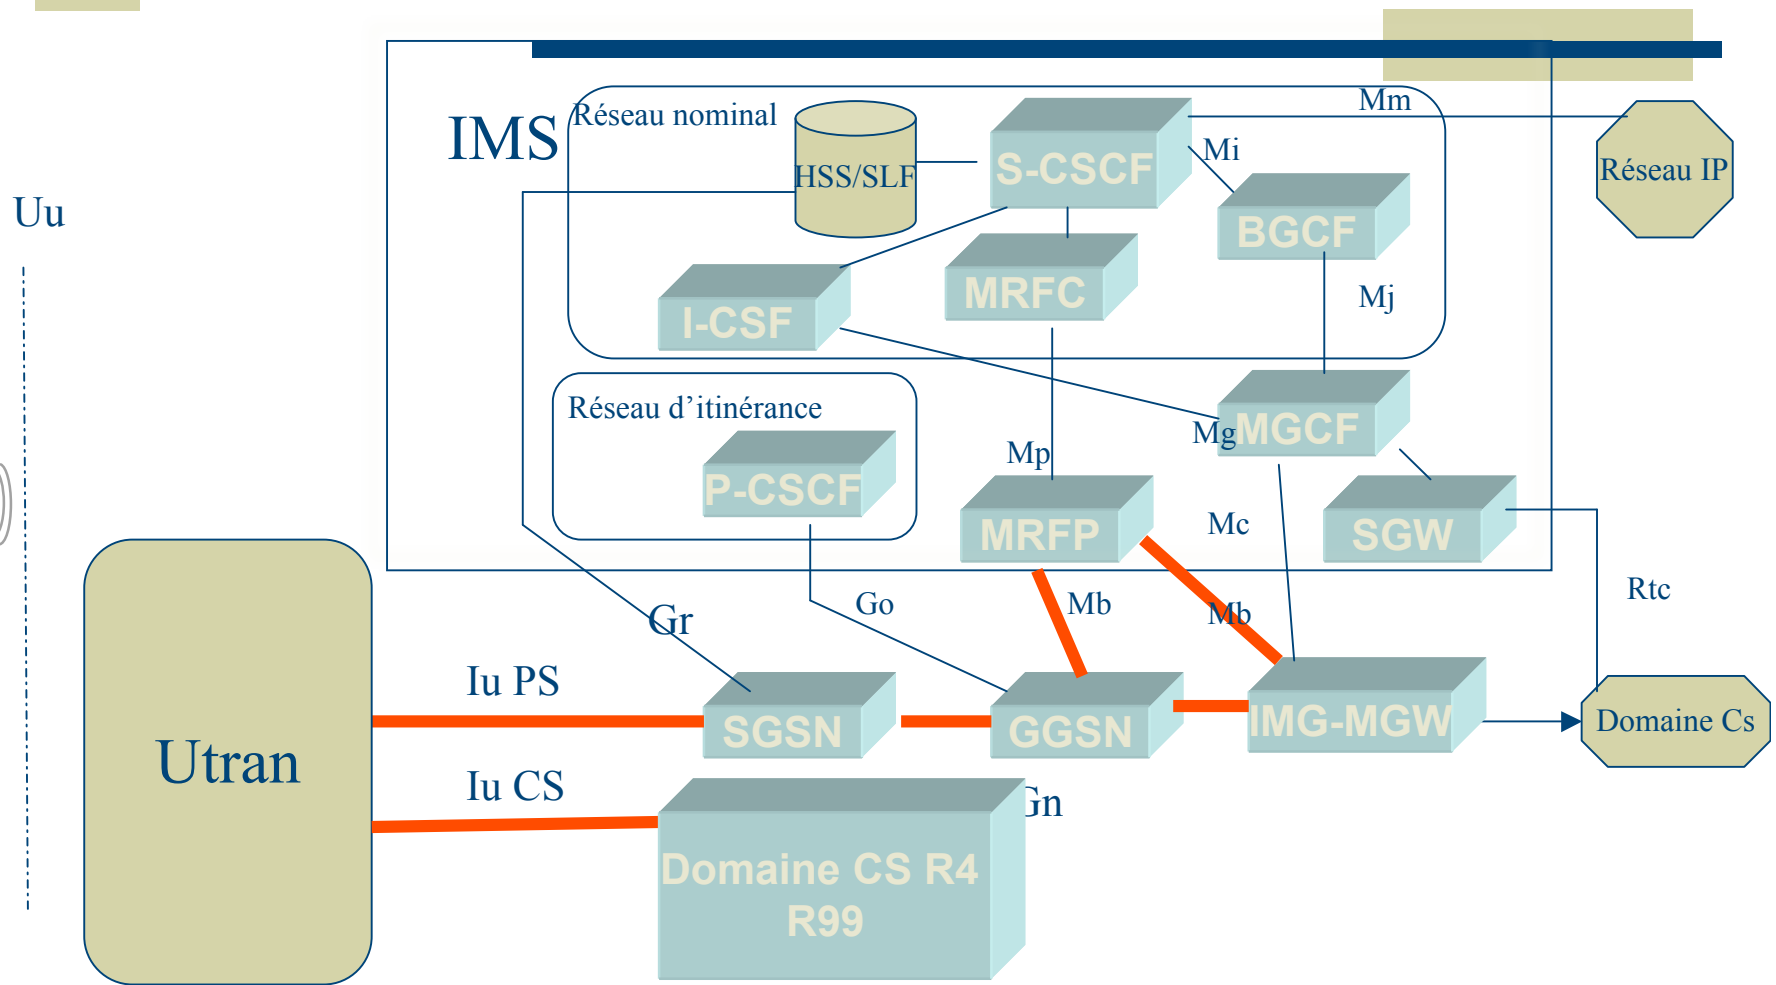 Mm
IMS
Réseau nominal
S-CSCF
Mi
HSS/SLF
Réseau IP
Uu
BGCF
MRFC
Mj
I-CSF
Réseau d’itinérance
MGCF
Mg
Mp
P-CSCF
MRFP
Mc
SGW
Rtc
Go
Mb
Mb
Gr
Iu PS
SGSN
GGSN
IMG-MGW
Domaine Cs
Utran
Iu CS
Gn
Domaine CS R4
R99